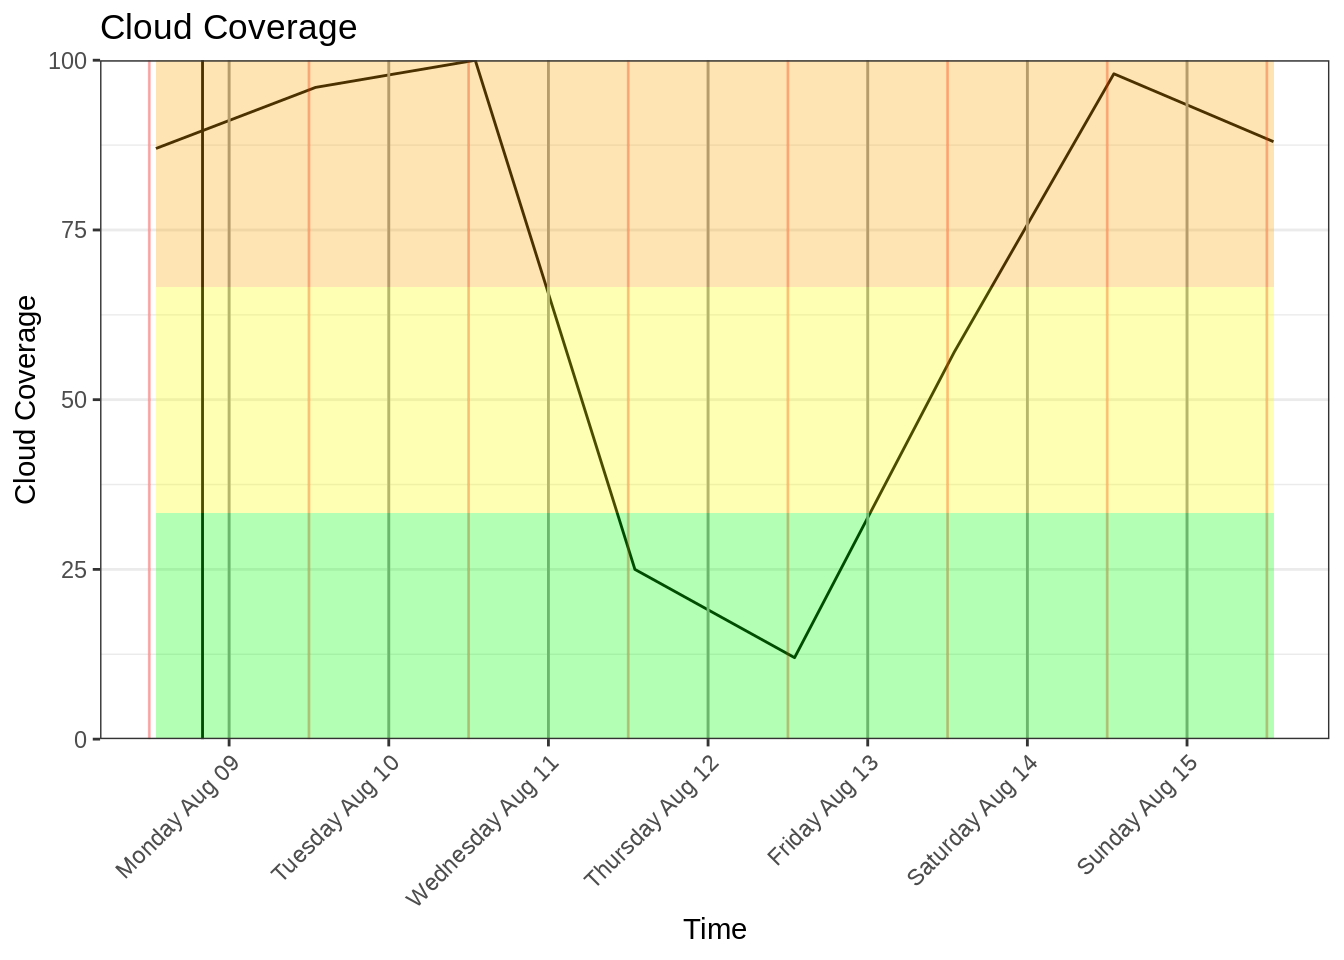 Cloud Coverage
100
75
50
25
0
Cloud Coverage
Monday Aug 09
Tuesday Aug 10
Wednesday Aug 11
Thursday Aug 12
Friday Aug 13
Saturday Aug 14
Sunday Aug 15
Time